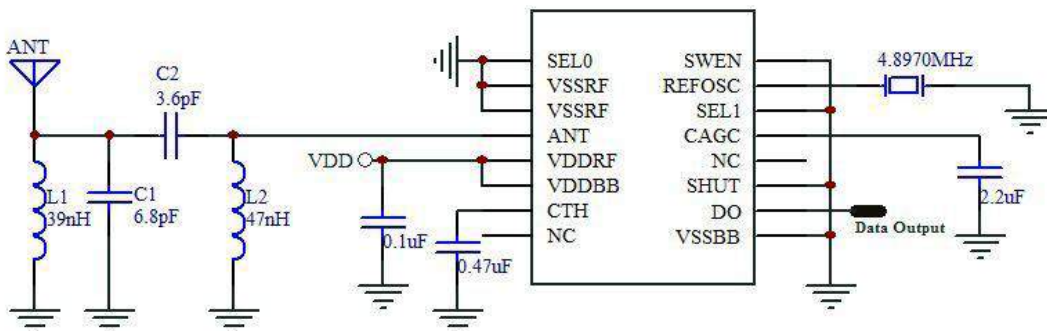 ANT
C2
3.6pF
L1
39nH
C1
6.8pF
L2
47nH
VDD
0.1uF
0.47uF
SEL0
VSSRF
VSSRF
ANT
VDDRF
VDDBB
CTH
NC
SWEN
REFOSC
SEL1
CAGC
NC
SHUT
DO
VSSBB
4.8970MHz
2.2uF
Data Output